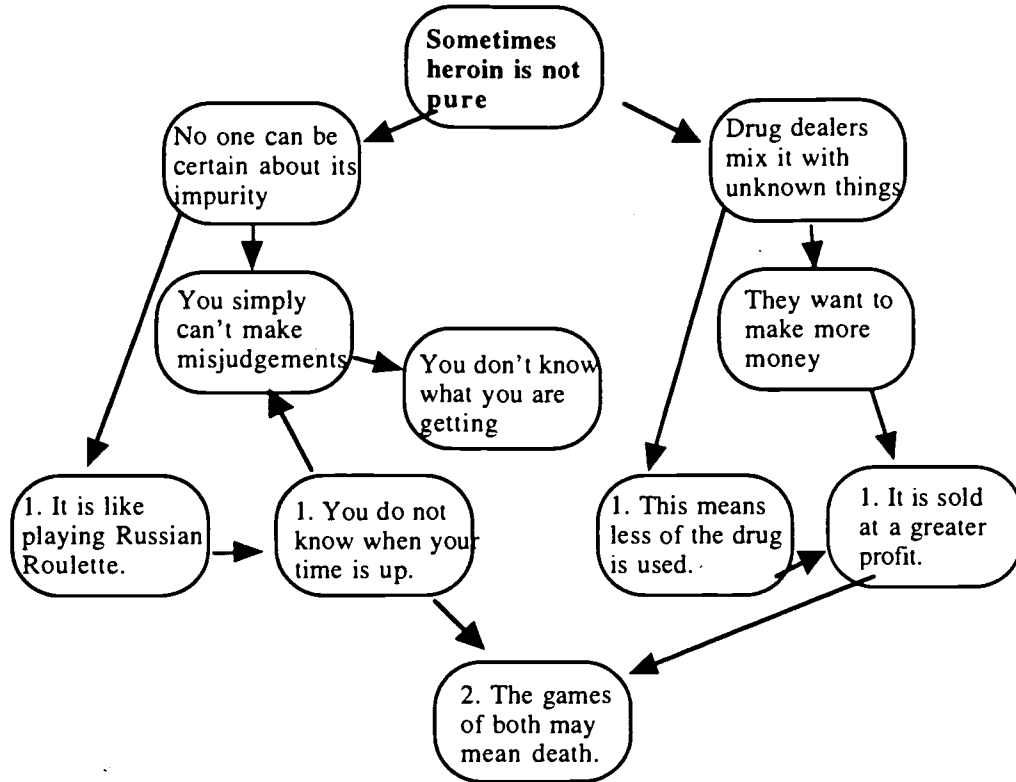 Sometimes
heroin is not
pure
No one can be
certain about its
impurity
Drug dealers
mix it with
unknown things
You simply
can't make
misjudgements
They want to
make more
money
You don't know
what you are
getting
1. It is like
playing Russian
Roulette.
1. You do not
know when your
time is up.
1. This means
less of the drug
is used.
1. It is sold
at a greater
profit.
2. The games
of both may
mean death.